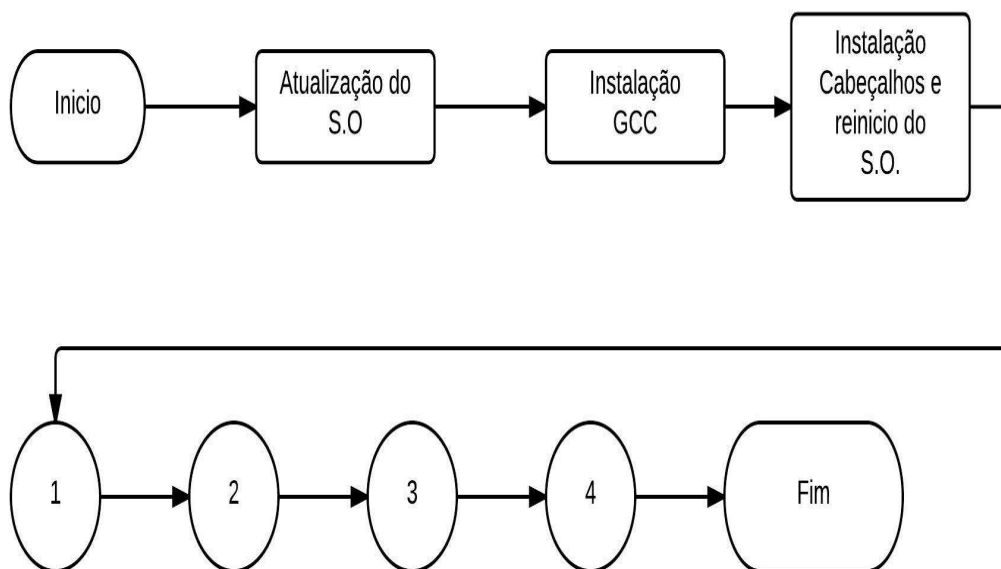 Inicio
Atualização do
S.O
Instalação
GCC
Instalação
Cabeçalhos e
reinicio do
S.O.
1
2
3
4
Fim